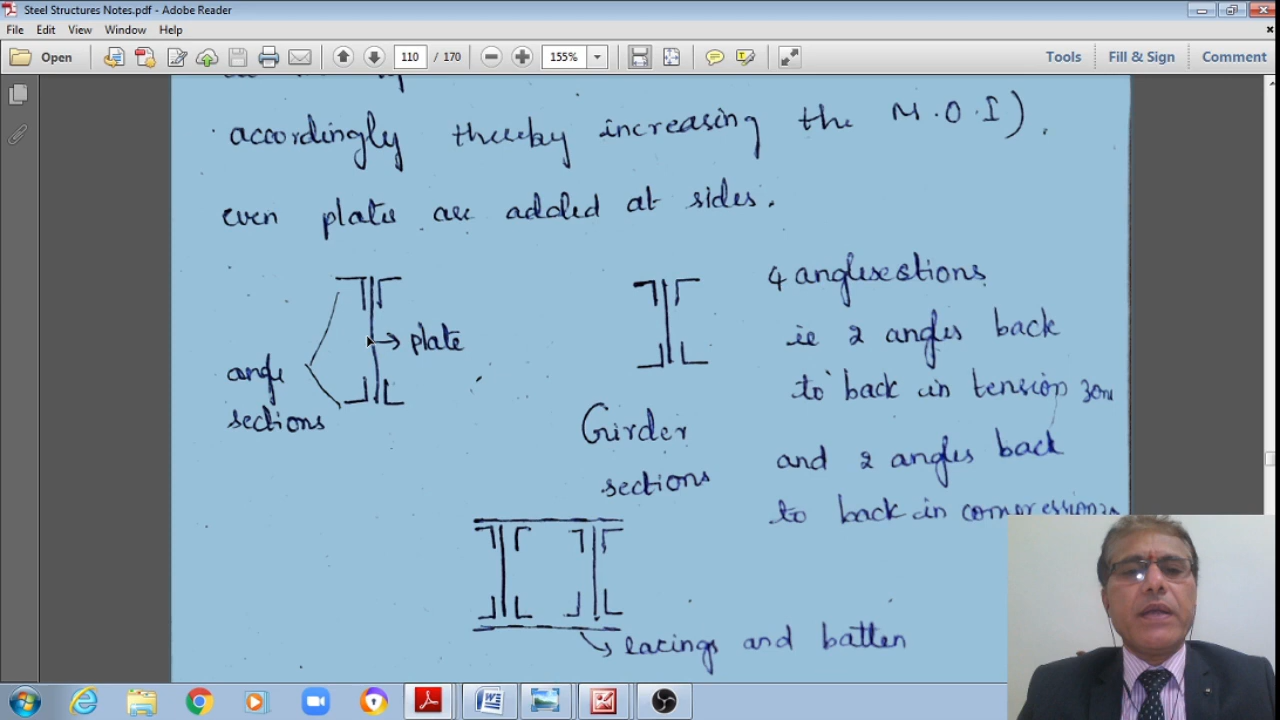 Steel Structures Notes.pdf - Adobe Reader
File Edit View Window Help
Open 110 / 170 155% Tools Fill & Sign Comment
accordingly thereby increasing the M.O.I).
even plates are added at sides.
plate
angle
sections
Girder
sections
4 anglesections
ie 2 angles back
to back in tension zone
and 2 angles back
to back in compression
lacings and batten